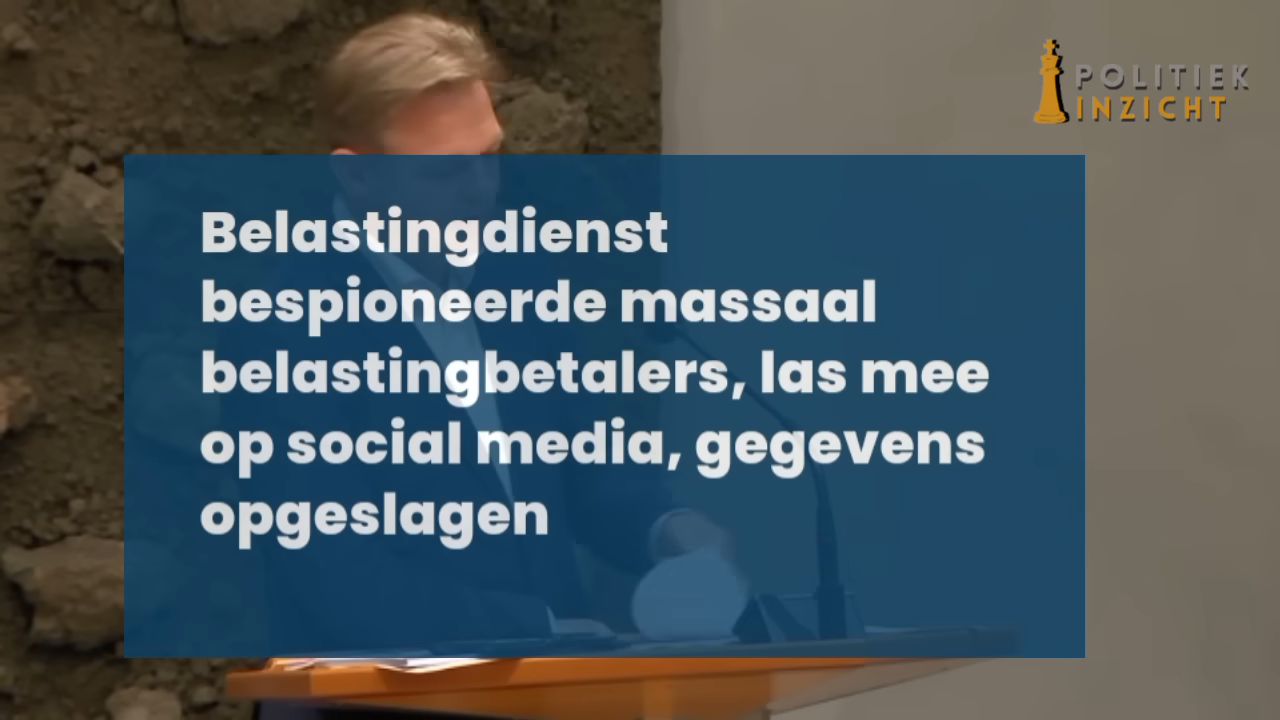 POLITIEK
INZICHT
Belastingdienst
bespioneerde massaal
belastingbetalers, las mee
op social media, gegevens
opgeslagen